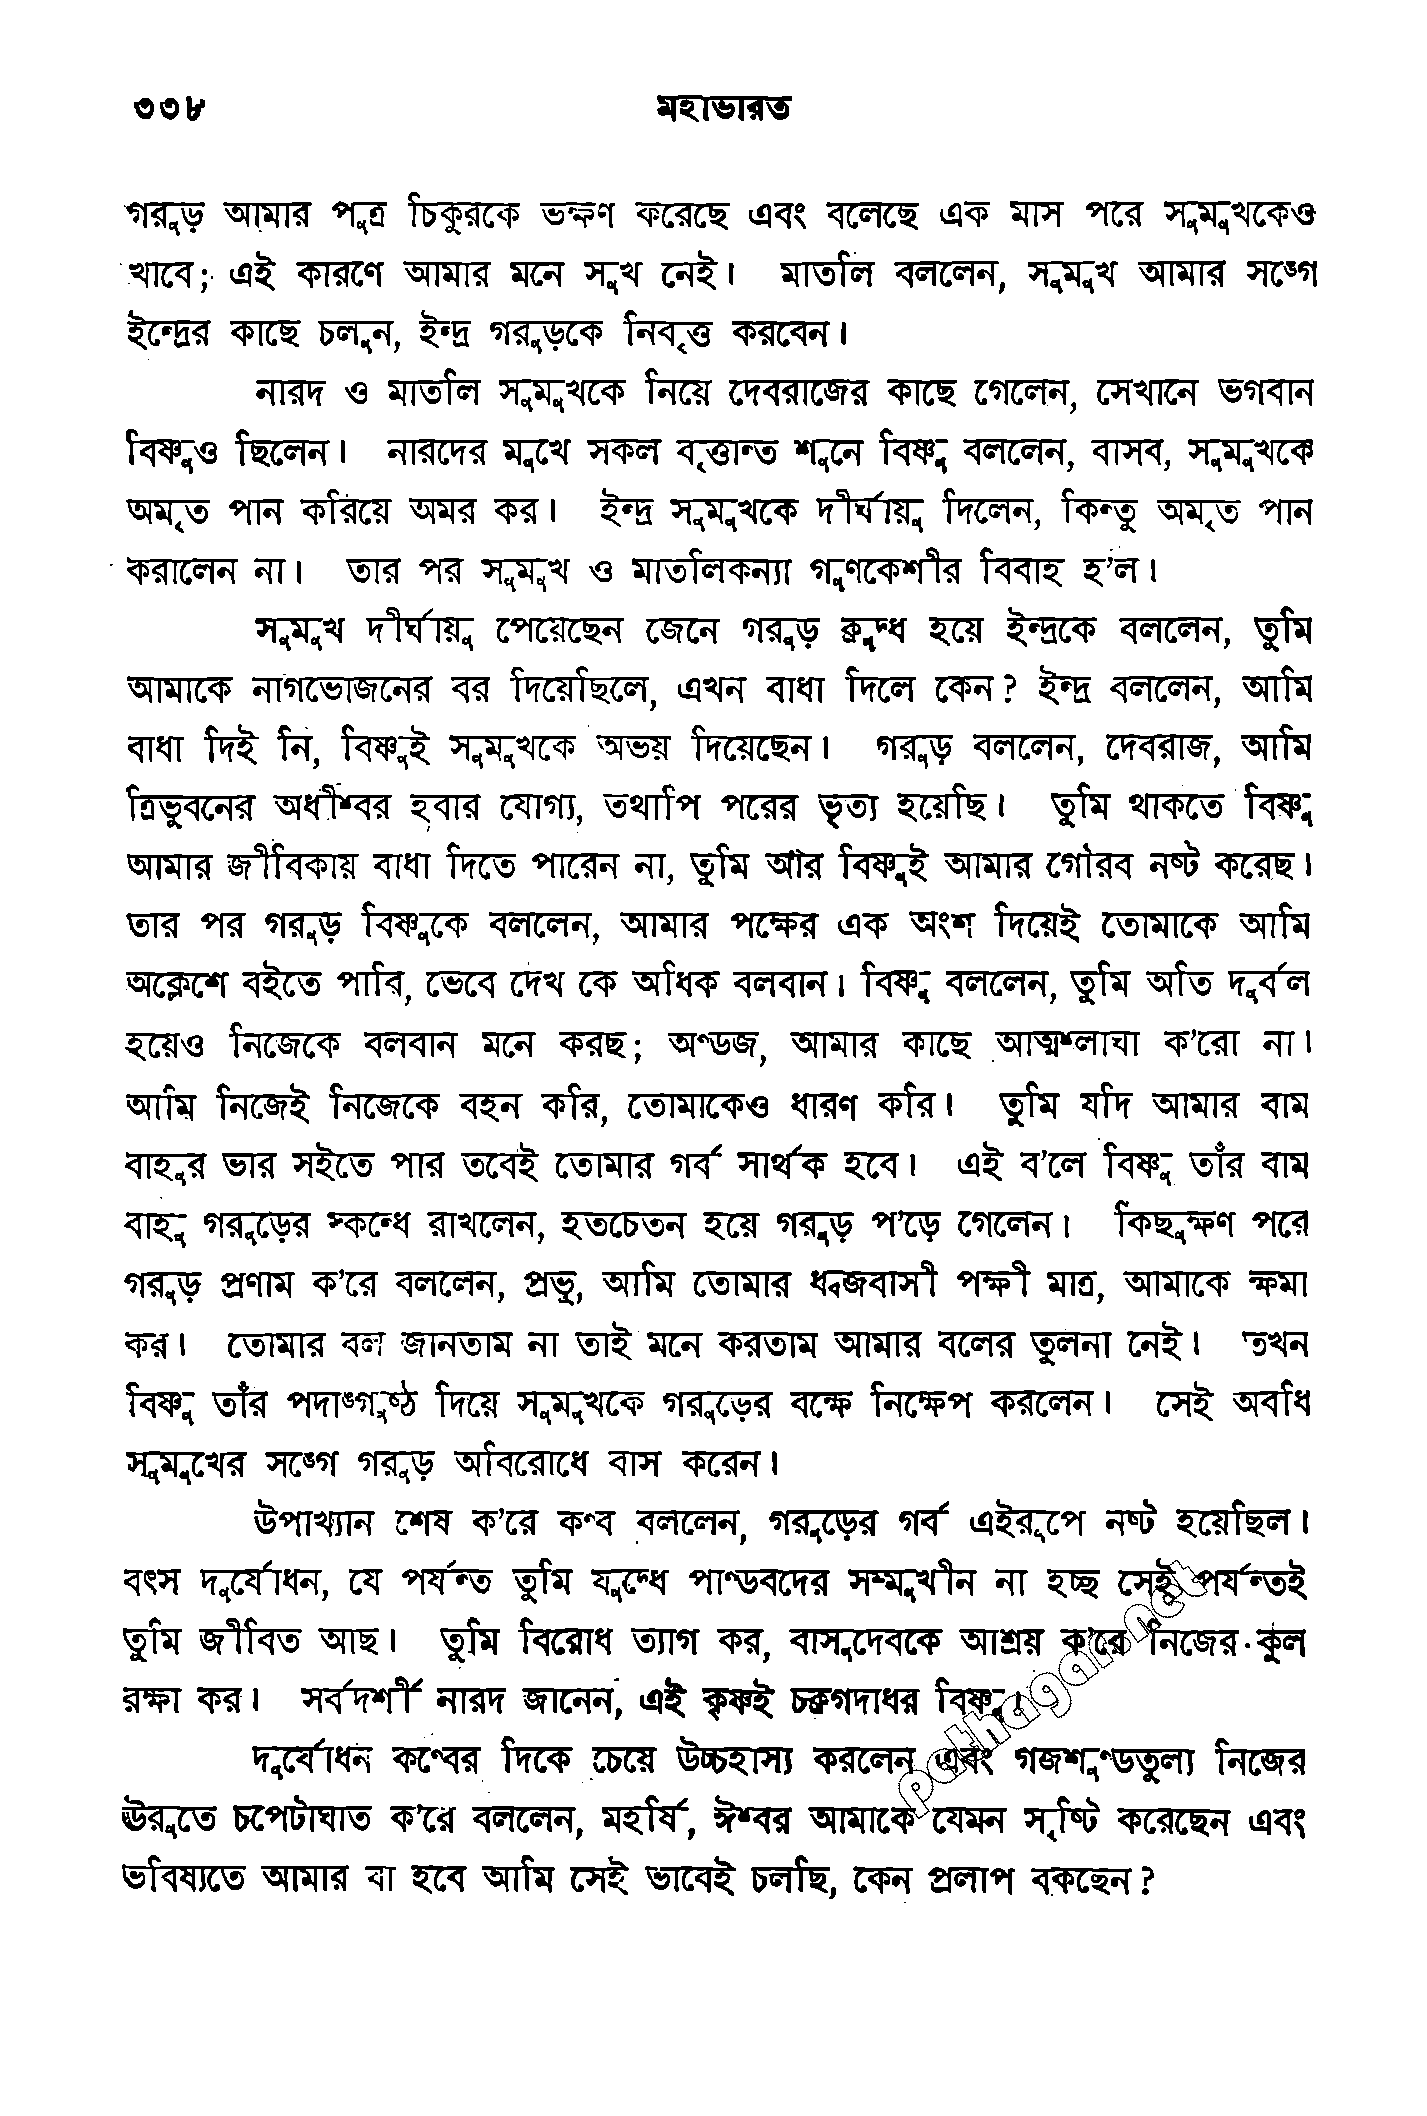 ৩৩৮ মহাভারত
গরুড় আমার পুত্র চিকুরকে ভক্ষণ করেছে এবং বলেছে এক মাস পরে সুমুখকেও
খাবে; এই কারণে আমার মনে সুখ নেই। মাতলি বললেন, সুমুখ আমার সঙ্গে
ইন্দ্রের কাছে চলুন, ইন্দ্র গরুড়কে নিবৃত্ত করবেন।
নারদ ও মাতলি সুমুখকে নিয়ে দেবরাজের কাছে গেলেন, সেখানে ভগবান
বিষ্ণুও ছিলেন। নারদের মুখে সকল বৃত্তান্ত শুনে বিষ্ণু বললেন, বাসব, সুমুখকে
অমৃত পান করিয়ে অমর কর। ইন্দ্র সুমুখকে দীর্ঘায়ু দিলেন, কিন্তু অমৃত পান
করালেন না। তার পর সুমুখ ও মাতলিকন্যা গুণকেশীর বিবাহ হ’ল।
সুমুখ দীর্ঘায়ু পেয়েছেন জেনে গরুড় ক্রুদ্ধ হয়ে ইন্দ্রকে বললেন, তুমি
আমাকে নাগভোজনের বর দিয়েছিলে, এখন বাধা দিলে কেন? ইন্দ্র বললেন, আমি
বাধা দিই নি, বিষ্ণুই সুমুখকে অভয় দিয়েছেন। গরুড় বললেন, দেবরাজ, আমি
ত্রিভুবনের অধীশ্বর হবার যোগ্য, তথাপি পরের ভৃত্য হয়েছি। তুমি থাকতে বিষ্ণু
আমার জীবিকায় বাধা দিতে পারেন না, তুমি আর বিষ্ণুই আমার গৌরব নষ্ট করেছ।
তার পর গরুড় বিষ্ণুকে বললেন, আমার পক্ষের এক অংশ দিয়েই তোমাকে আমি
অক্লেশে বইতে পারি, ভেবে দেখ কে অধিক বলবান। বিষ্ণু বললেন, তুমি অতি দুর্বল
হয়েও নিজেকে বলবান মনে করছ; অণ্ডজ, আমার কাছে আত্মশ্লাঘা ক’রো না।
আমি নিজেই নিজেকে বহন করি, তোমাকেও ধারণ করি। তুমি যদি আমার বাম
বাহুর ভার সইতে পার তবেই তোমার গর্ব সার্থক হবে। এই ব’লে বিষ্ণু তাঁর বাম
বাহু গরুড়ের স্কন্ধে রাখলেন, হতচেতন হয়ে গরুড় প’ড়ে গেলেন। কিছুক্ষণ পরে
গরুড় প্রণাম ক’রে বললেন, প্রভু, আমি তোমার ধ্বজবাসী পক্ষী মাত্র, আমাকে ক্ষমা
কর। তোমার বল জানতাম না তাই মনে করতাম আমার বলের তুলনা নেই। তখন
বিষ্ণু তাঁর পদাঙ্গুষ্ঠ দিয়ে সুমুখকে গরুড়ের বক্ষে নিক্ষেপ করলেন। সেই অবধি
সুমুখের সঙ্গে গরুড় অবিরোধে বাস করেন।
উপাখ্যান শেষ ক’রে কণ্ব বললেন, গরুড়ের গর্ব এইরূপে নষ্ট হয়েছিল।
বৎস দুর্যোধন, যে পর্যন্ত তুমি যুদ্ধে পাণ্ডবদের সম্মুখীন না হচ্ছ সেই পর্যন্তই
তুমি জীবিত আছ। তুমি বিরোধ ত্যাগ কর, বাসুদেবকে আশ্রয় ক’রে নিজের কুল
রক্ষা কর। সর্বদর্শী নারদ জানেন, এই কৃষ্ণই চক্রগদাধর বিষ্ণু।
দুর্যোধন কণ্বের দিকে চেয়ে উচ্চহাস্য করলেন এবং গজশুণ্ডতুল্য নিজের
ঊরুতে চপেটাঘাত ক’রে বললেন, মহর্ষি, ঈশ্বর আমাকে যেমন সৃষ্টি করেছেন এবং
ভবিষ্যতে আমার যা হবে আমি সেই ভাবেই চলছি, কেন প্রলাপ বকছেন?
pathagar.net